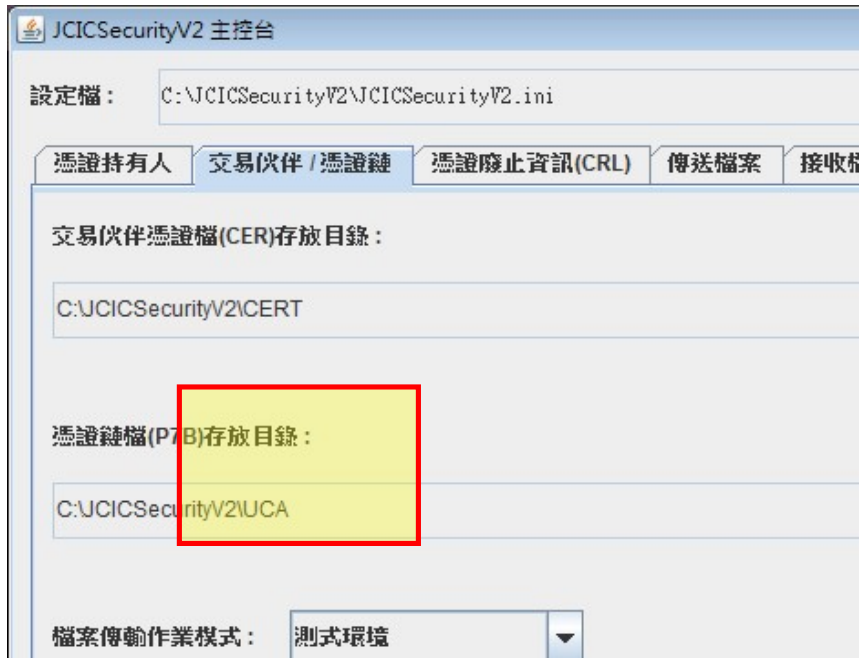 JCICSecurityV2 主控台
設定檔： C:\JCICSecurityV2\JCICSecurityV2.ini
憑證持有人 交易伙伴 / 憑證鏈 憑證廢止資訊(CRL) 傳送檔案 接收檔
交易伙伴憑證檔(CER)存放目錄：
C:\JCICSecurityV2\CERT
憑證鏈檔(P7B)存放目錄：
C:\JCICSecurityV2\UCA
檔案傳輸作業模式： 測式環境